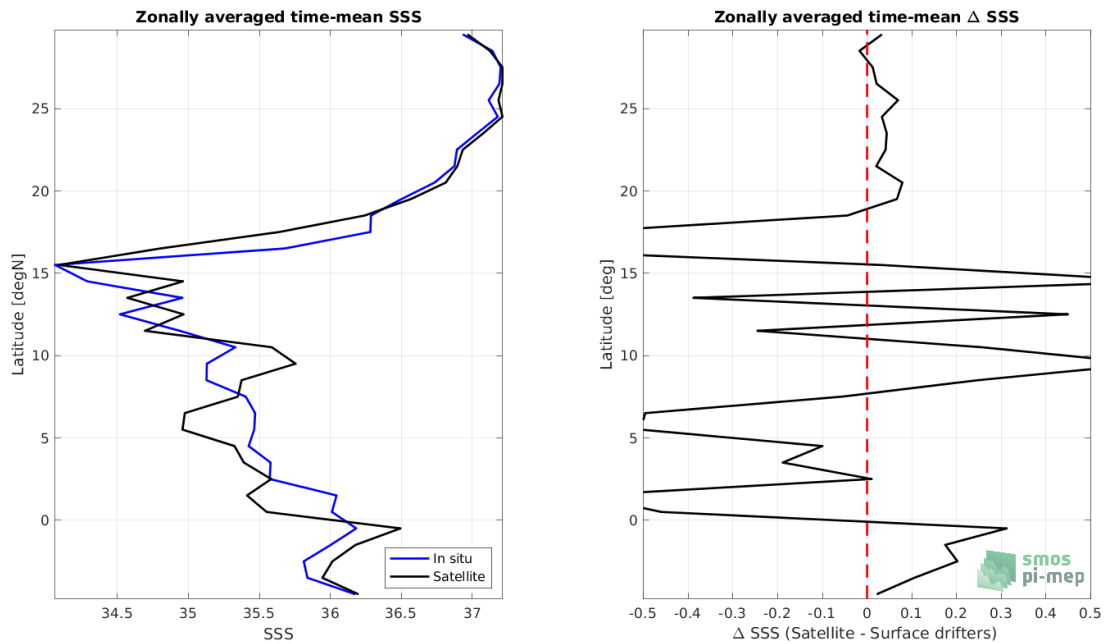 Zonally averaged time-mean SSS
Latitude [degN]
25
20
15
10
5
0
34.5
35
35.5
36
36.5
37
SSS
In situ
Satellite
Zonally averaged time-mean Δ SSS
Latitude [deg]
25
20
15
10
5
0
-0.5
-0.4
-0.3
-0.2
-0.1
0
0.1
0.2
0.3
0.4
0.5
Δ SSS (Satellite - Surface drifters)
smos
pi-mep